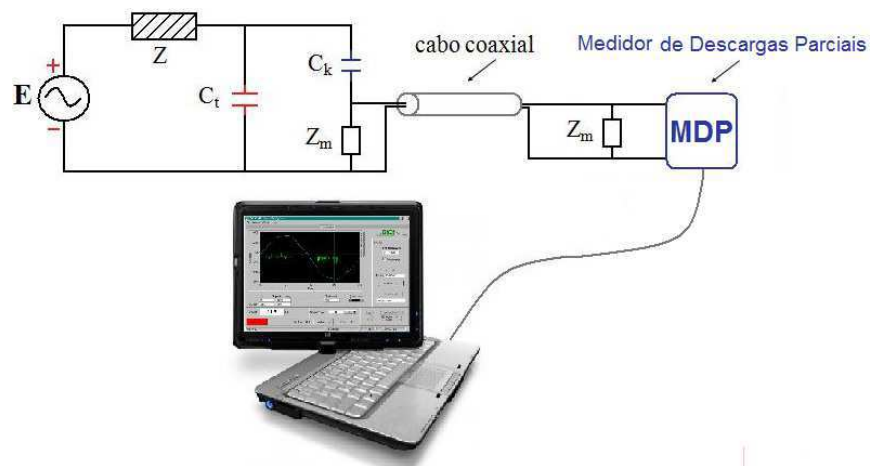 cabo coaxial
Medidor de Descargas Parciais
Z
C_k
+
E
C_t
−
Z_m
Z_m
MDP